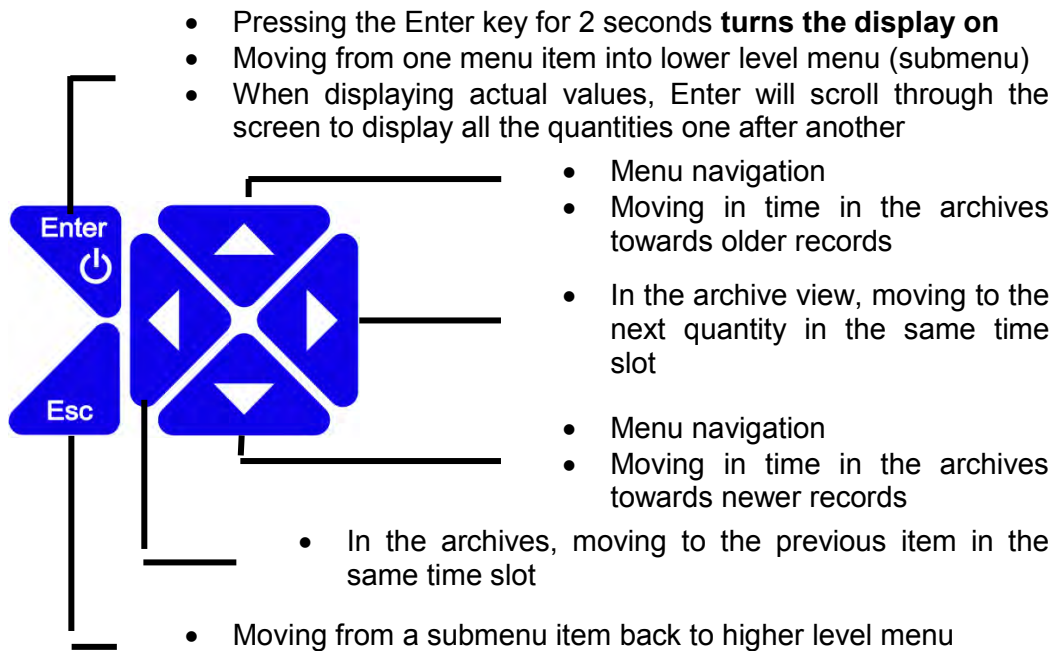 • Pressing the Enter key for 2 seconds turns the display on
• Moving from one menu item into lower level menu (submenu)
• When displaying actual values, Enter will scroll through the
screen to display all the quantities one after another
• Menu navigation
• Moving in time in the archives
towards older records
Enter
• In the archive view, moving to the
next quantity in the same time
slot
Esc
• Menu navigation
• Moving in time in the archives
towards newer records
• In the archives, moving to the previous item in the
same time slot
• Moving from a submenu item back to higher level menu